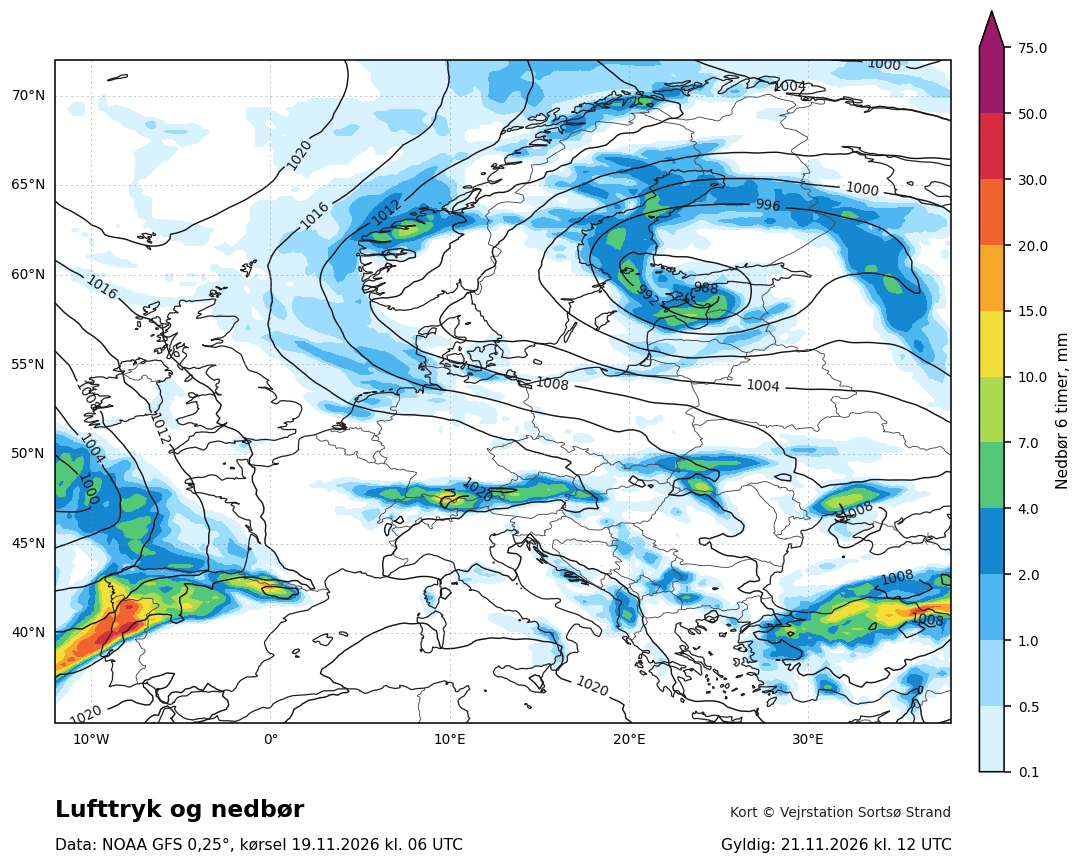 70°N
65°N
60°N
55°N
50°N
45°N
40°N
10°W
0°
10°E
20°E
30°E
1000
1004
1020
1016
1012
1000
996
988
992
1016
1008
1004
1008
1012
1004
1000
1020
1008
1008
1008
1020
1020
75.0
50.0
30.0
20.0
15.0
10.0
7.0
4.0
2.0
1.0
0.5
0.1
Nedbør 6 timer, mm
Lufttryk og nedbør
Kort © Vejrstation Sortsø Strand
Data: NOAA GFS 0,25°, kørsel 19.11.2026 kl. 06 UTC
Gyldig: 21.11.2026 kl. 12 UTC